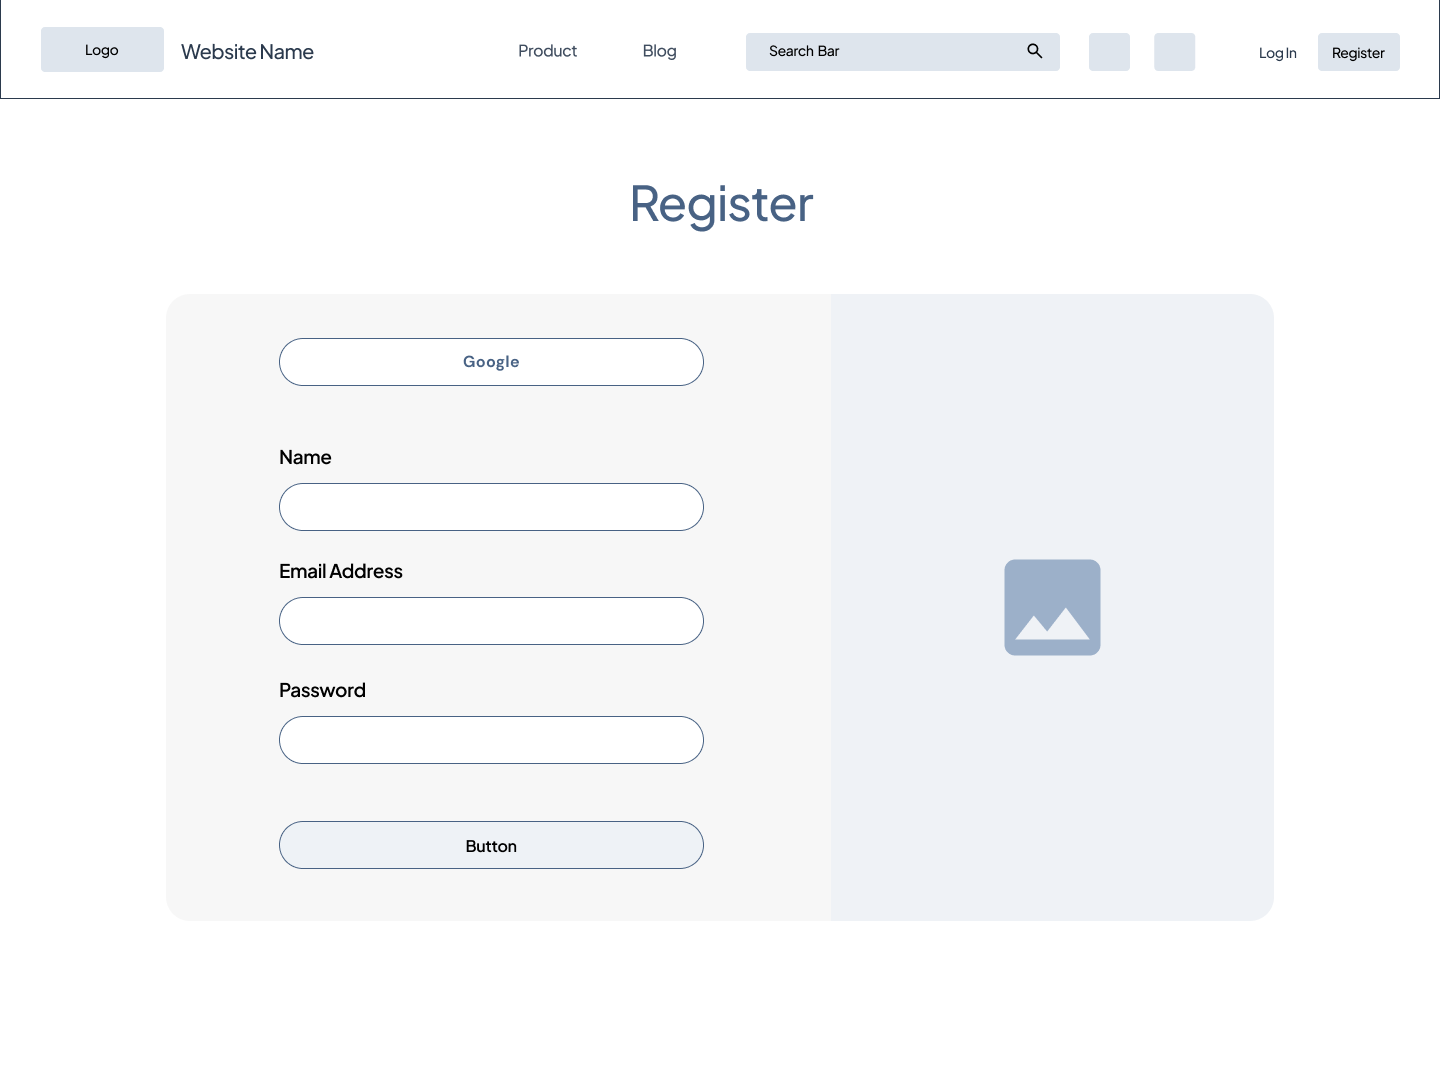 Logo
Website Name
Product
Blog
Search Bar
Log In
Register
Register
Google
Name
Email Address
Password
Button